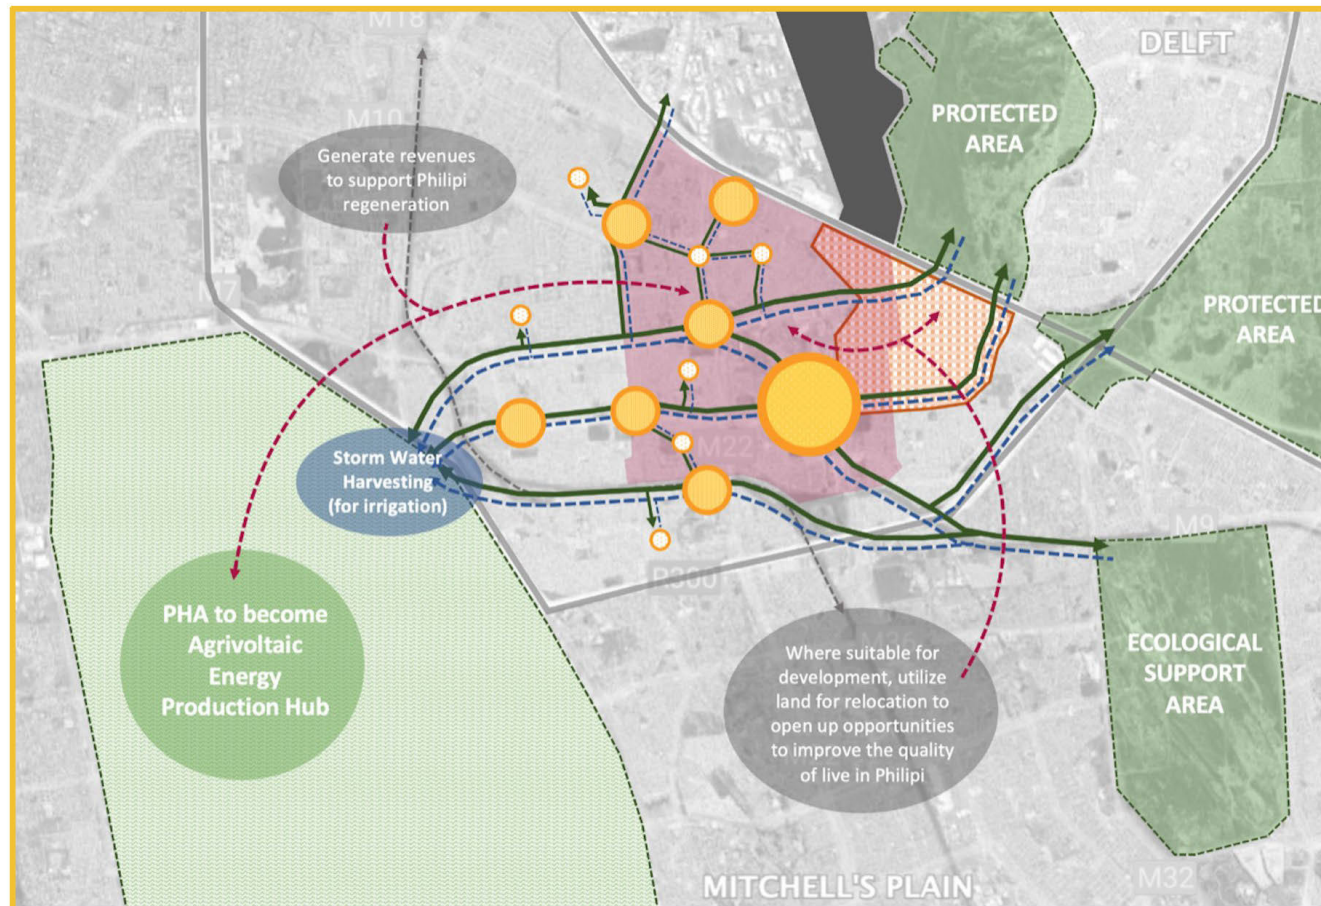 M18
DELFT
M10
PROTECTED
AREA
Generate revenues
to support Philipi
regeneration
PROTECTED
AREA
Storm Water
Harvesting
(for irrigation)
M22
M9
R300
PHA to become
Agrivoltaic
Energy
Production Hub
Where suitable for
development, utilize
land for relocation to
open up opportunities
to improve the quality
of live in Philipi
ECOLOGICAL
SUPPORT
AREA
MITCHELL'S PLAIN
M32